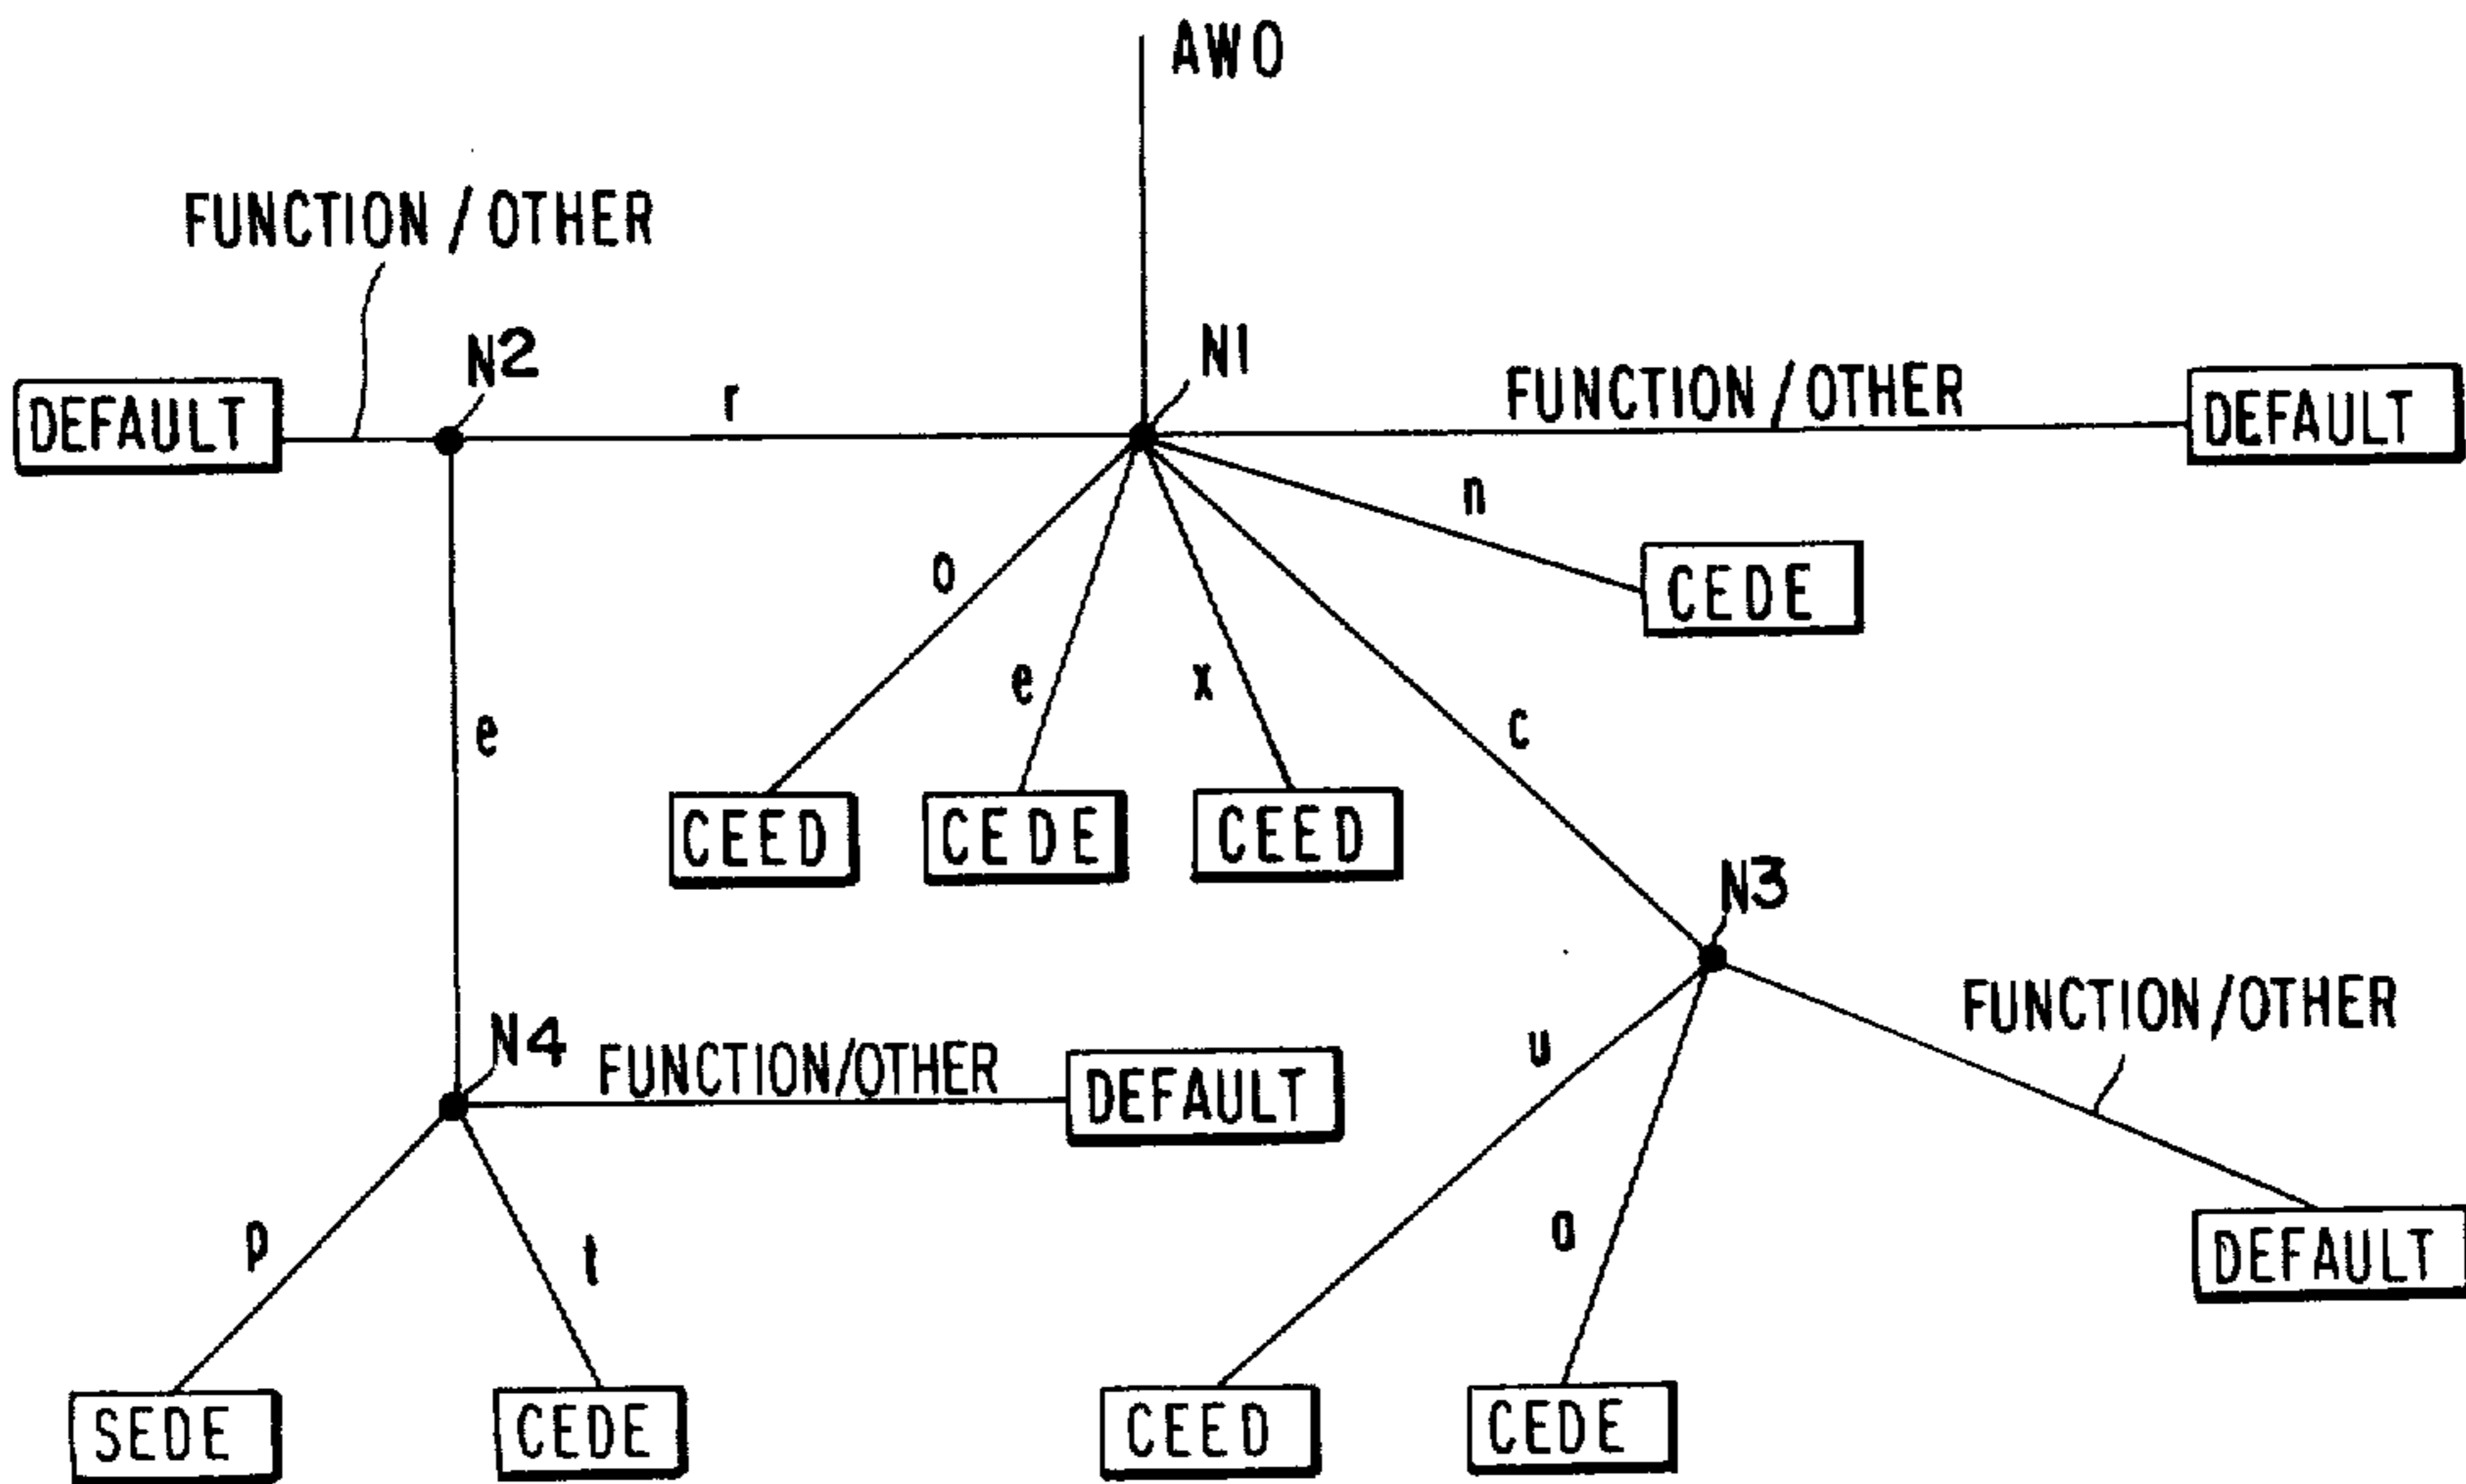 AWO
FUNCTION / OTHER
N2
N1
r
FUNCTION / OTHER
DEFAULT
DEFAULT
n
o
CEDE
e
x
c
e
CEED
CEDE
CEED
N3
FUNCTION/OTHER
N4
FUNCTION/OTHER
u
DEFAULT
p
t
a
DEFAULT
SEDE
CEDE
CEED
CEDE